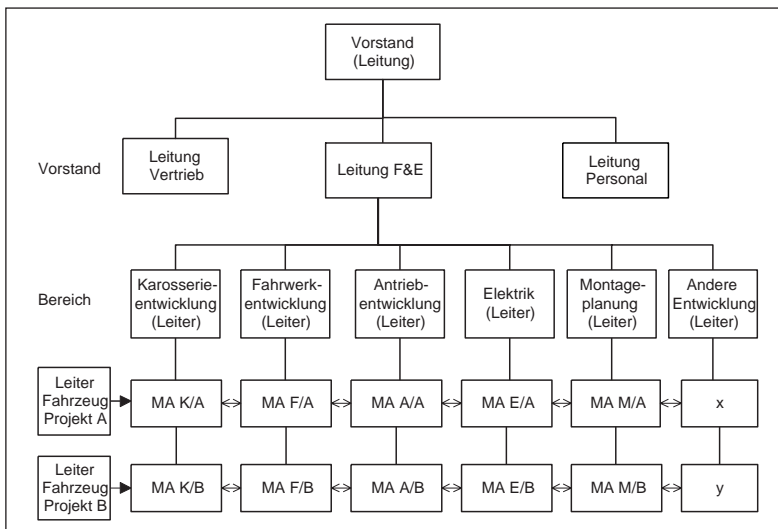 Vorstand
(Leitung)
Vorstand
Leitung
Vertrieb
Leitung F&E
Leitung
Personal
Bereich
Karosserie-
entwicklung
(Leiter)
Fahrwerk-
entwicklung
(Leiter)
Antrieb-
entwicklung
(Leiter)
Elektrik
(Leiter)
Montage-
planung
(Leiter)
Andere
Entwicklung
(Leiter)
Leiter
Fahrzeug
Projekt A
MA K/A
MA F/A
MA A/A
MA E/A
MA M/A
x
Leiter
Fahrzeug
Projekt B
MA K/B
MA F/B
MA A/B
MA E/B
MA M/B
y